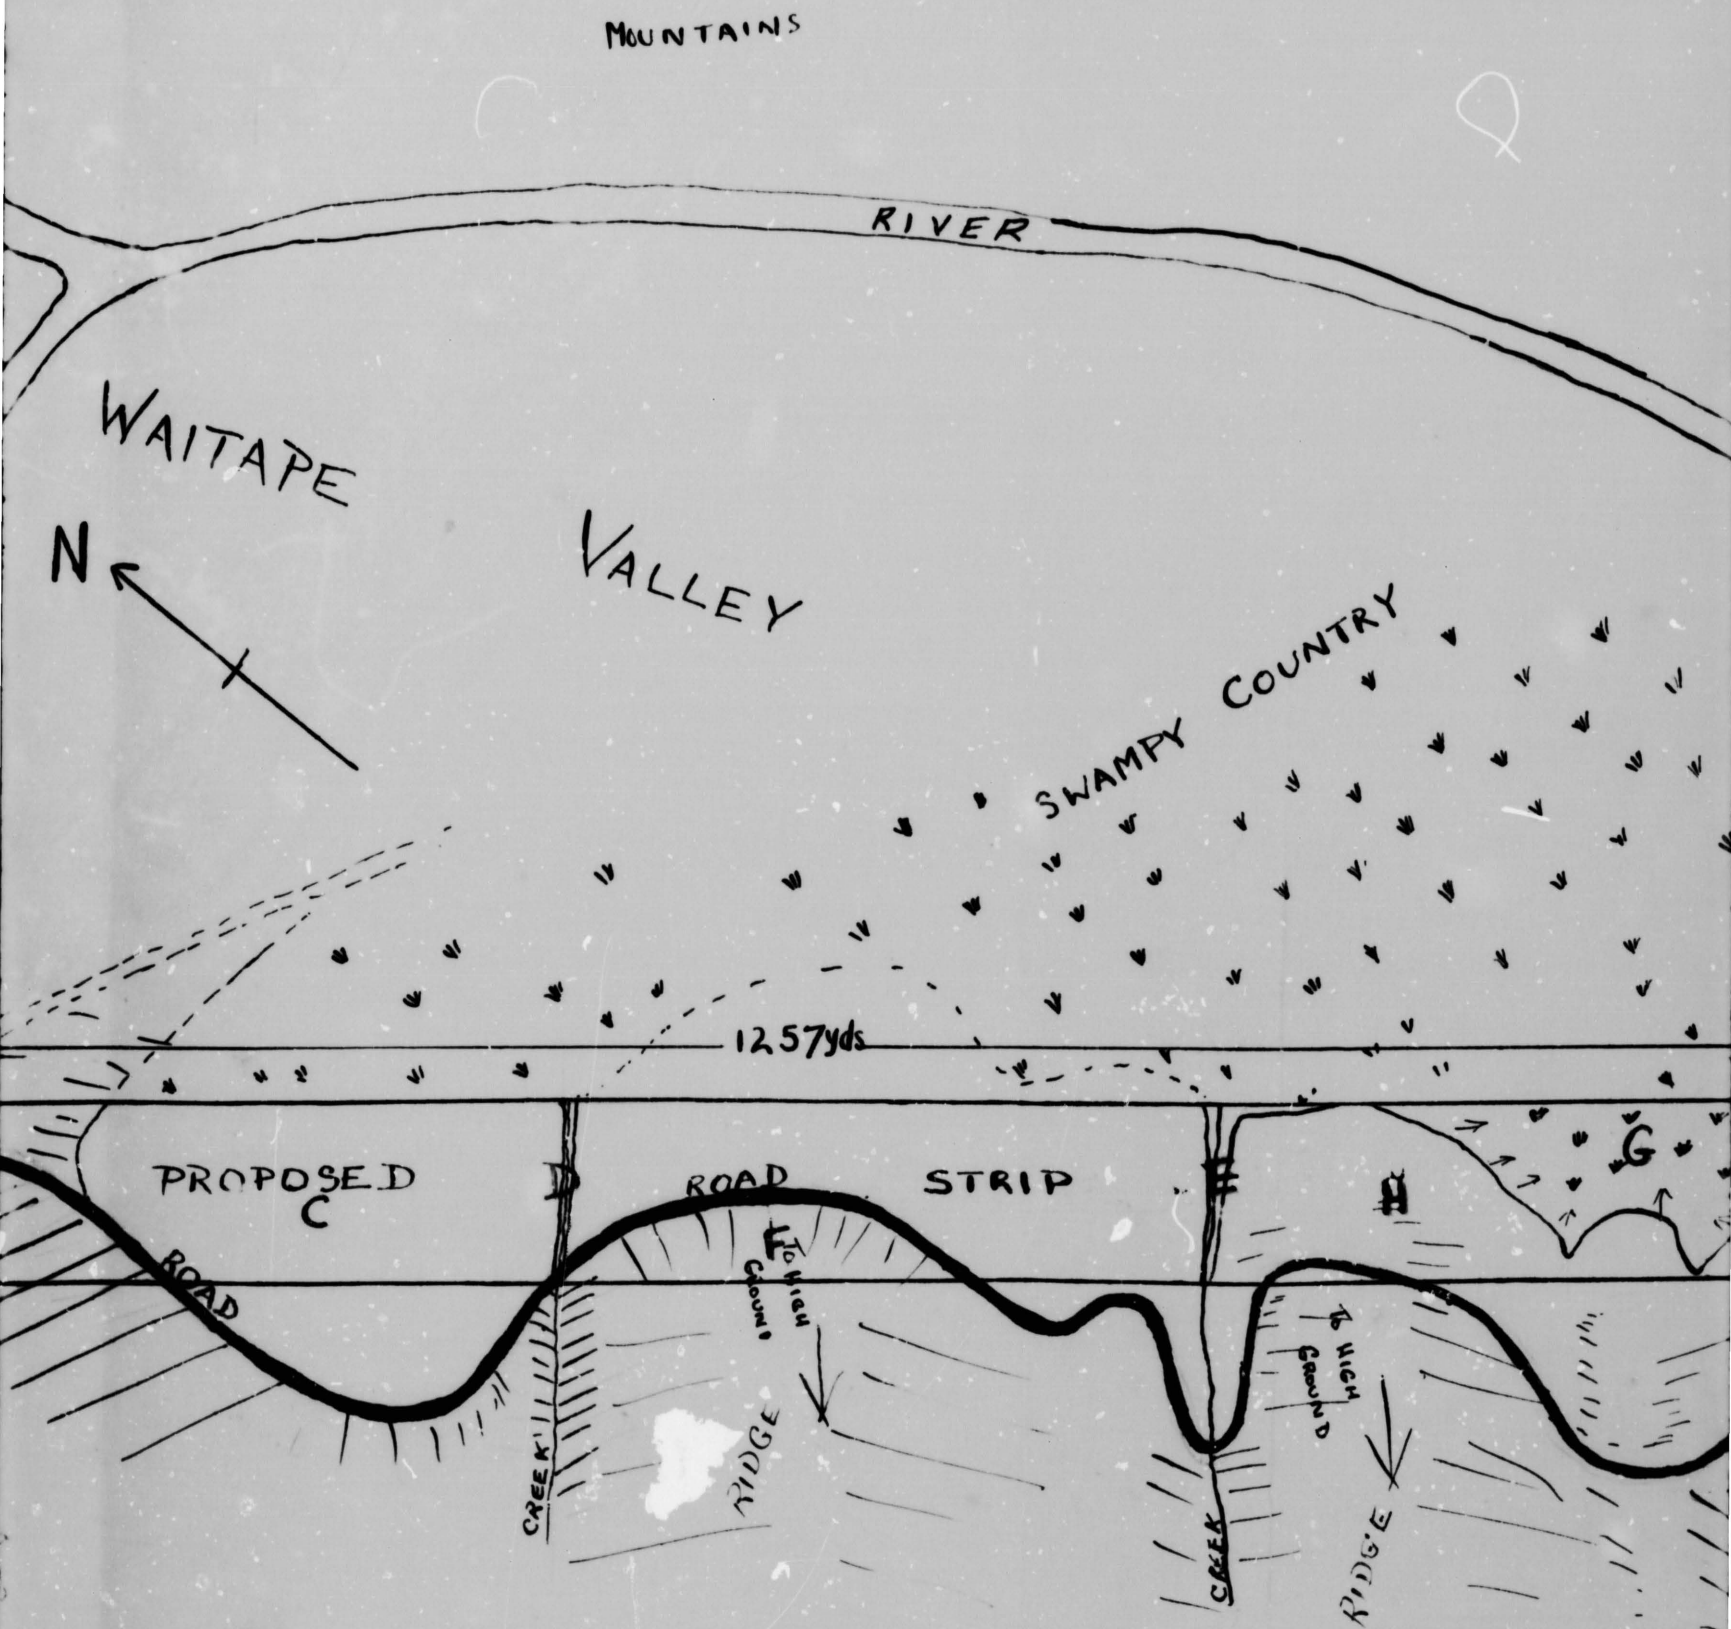 MOUNTAINS
RIVER
WAITAPE
VALLEY
N
SWAMPY COUNTRY
1257yds
PROPOSED ROAD STRIP
C
D
G
ROAD
TO HIGH
GROUND
TO HIGH
GROUND
CREEK
RIDGE
CREEK
RIDGE